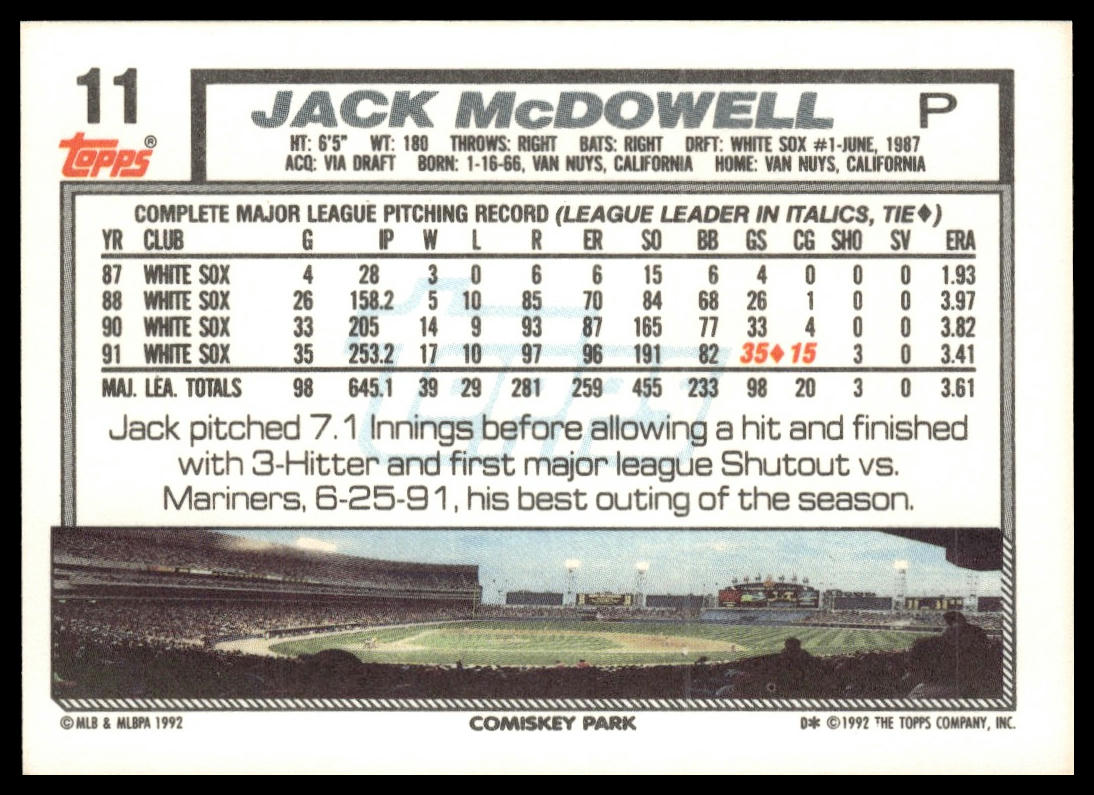 11
JACK McDOWELL
P
topps®
HT: 6'5" WT: 180 THROWS: RIGHT BATS: RIGHT DRFT: WHITE SOX #1-JUNE, 1987
ACQ: VIA DRAFT BORN: 1-16-66, VAN NUYS, CALIFORNIA HOME: VAN NUYS, CALIFORNIA
COMPLETE MAJOR LEAGUE PITCHING RECORD (LEAGUE LEADER IN ITALICS, TIE♦)
YR CLUB G IP W L R ER SO BB GS CG SHO SV ERA
87 WHITE SOX 4 28 3 0 6 6 15 6 4 0 0 0 1.93
88 WHITE SOX 26 158.2 5 10 85 70 84 68 26 1 0 0 3.97
90 WHITE SOX 33 205 14 9 93 87 165 77 33 4 0 0 3.82
91 WHITE SOX 35 253.2 17 10 97 96 191 82 35♦ 15 3 0 3.41
MAJ. LEA. TOTALS 98 645.1 39 29 281 259 455 233 98 20 3 0 3.61
Jack pitched 7.1 Innings before allowing a hit and finished
with 3-Hitter and first major league Shutout vs.
Mariners, 6-25-91, his best outing of the season.
©MLB & MLBPA 1992
COMISKEY PARK
D* ©1992 THE TOPPS COMPANY, INC.